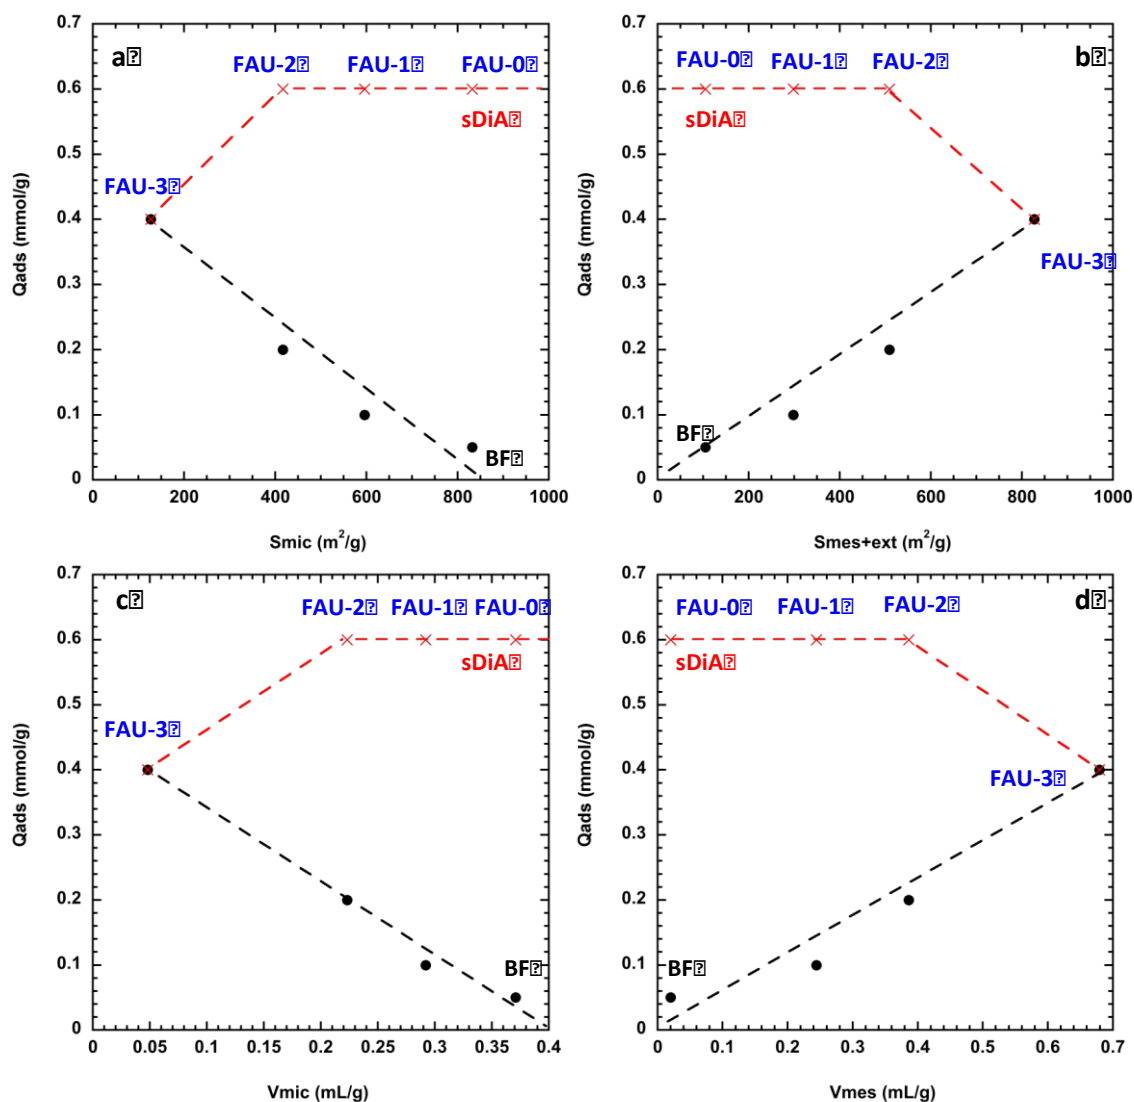 a⍰
FAU-2⍰ FAU-1⍰ FAU-0⍰
sDiA⍰
FAU-3⍰
BF⍰
0.7
0.6
0.5
0.4
0.3
0.2
0.1
0
0 200 400 600 800 1000
Qads (mmol/g)
Smic (m²/g)
b⍰
FAU-0⍰ FAU-1⍰ FAU-2⍰
sDiA⍰
FAU-3⍰
BF⍰
0.7
0.6
0.5
0.4
0.3
0.2
0.1
0
0 200 400 600 800 1000
Qads (mmol/g)
Smes+ext (m²/g)
c⍰
FAU-2⍰ FAU-1⍰ FAU-0⍰
sDiA⍰
FAU-3⍰
BF⍰
0.7
0.6
0.5
0.4
0.3
0.2
0.1
0
0 0.05 0.1 0.15 0.2 0.25 0.3 0.35 0.4
Qads (mmol/g)
Vmic (mL/g)
d⍰
FAU-0⍰ FAU-1⍰ FAU-2⍰
sDiA⍰
FAU-3⍰
BF⍰
0.7
0.6
0.5
0.4
0.3
0.2
0.1
0
0 0.1 0.2 0.3 0.4 0.5 0.6 0.7
Qads (mmol/g)
Vmes (mL/g)